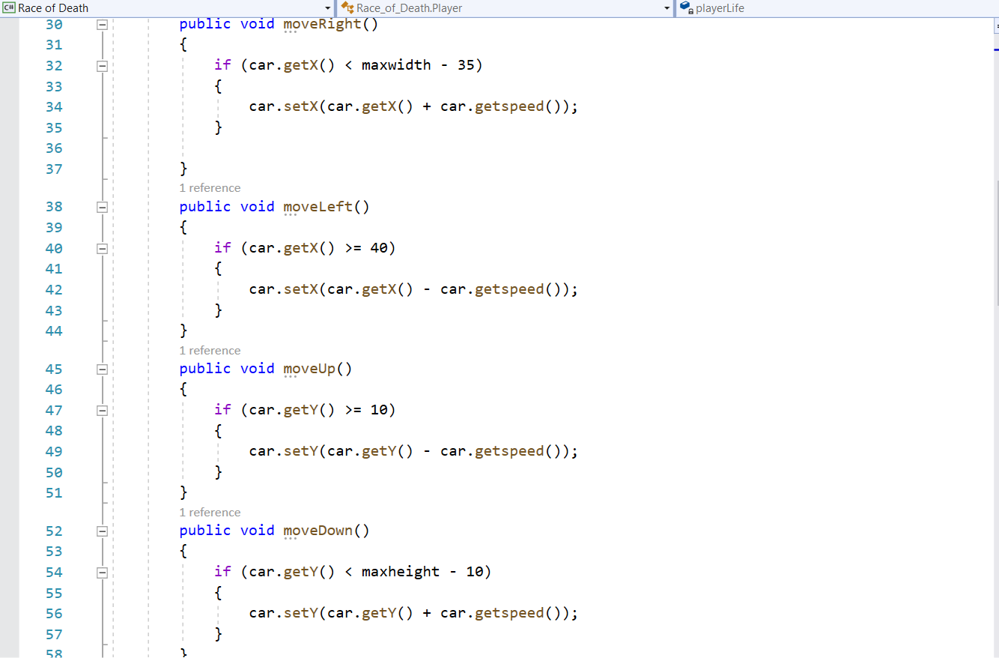 C# Race of Death Race_of_Death.Player playerLife
30 public void moveRight()
31 {
32 if (car.getX() < maxwidth - 35)
33 {
34 car.setX(car.getX() + car.getspeed());
35 }
36
37 }
1 reference
38 public void moveLeft()
39 {
40 if (car.getX() >= 40)
41 {
42 car.setX(car.getX() - car.getspeed());
43 }
44 }
1 reference
45 public void moveUp()
46 {
47 if (car.getY() >= 10)
48 {
49 car.setY(car.getY() - car.getspeed());
50 }
51 }
1 reference
52 public void moveDown()
53 {
54 if (car.getY() < maxheight - 10)
55 {
56 car.setY(car.getY() + car.getspeed());
57 }
58 }